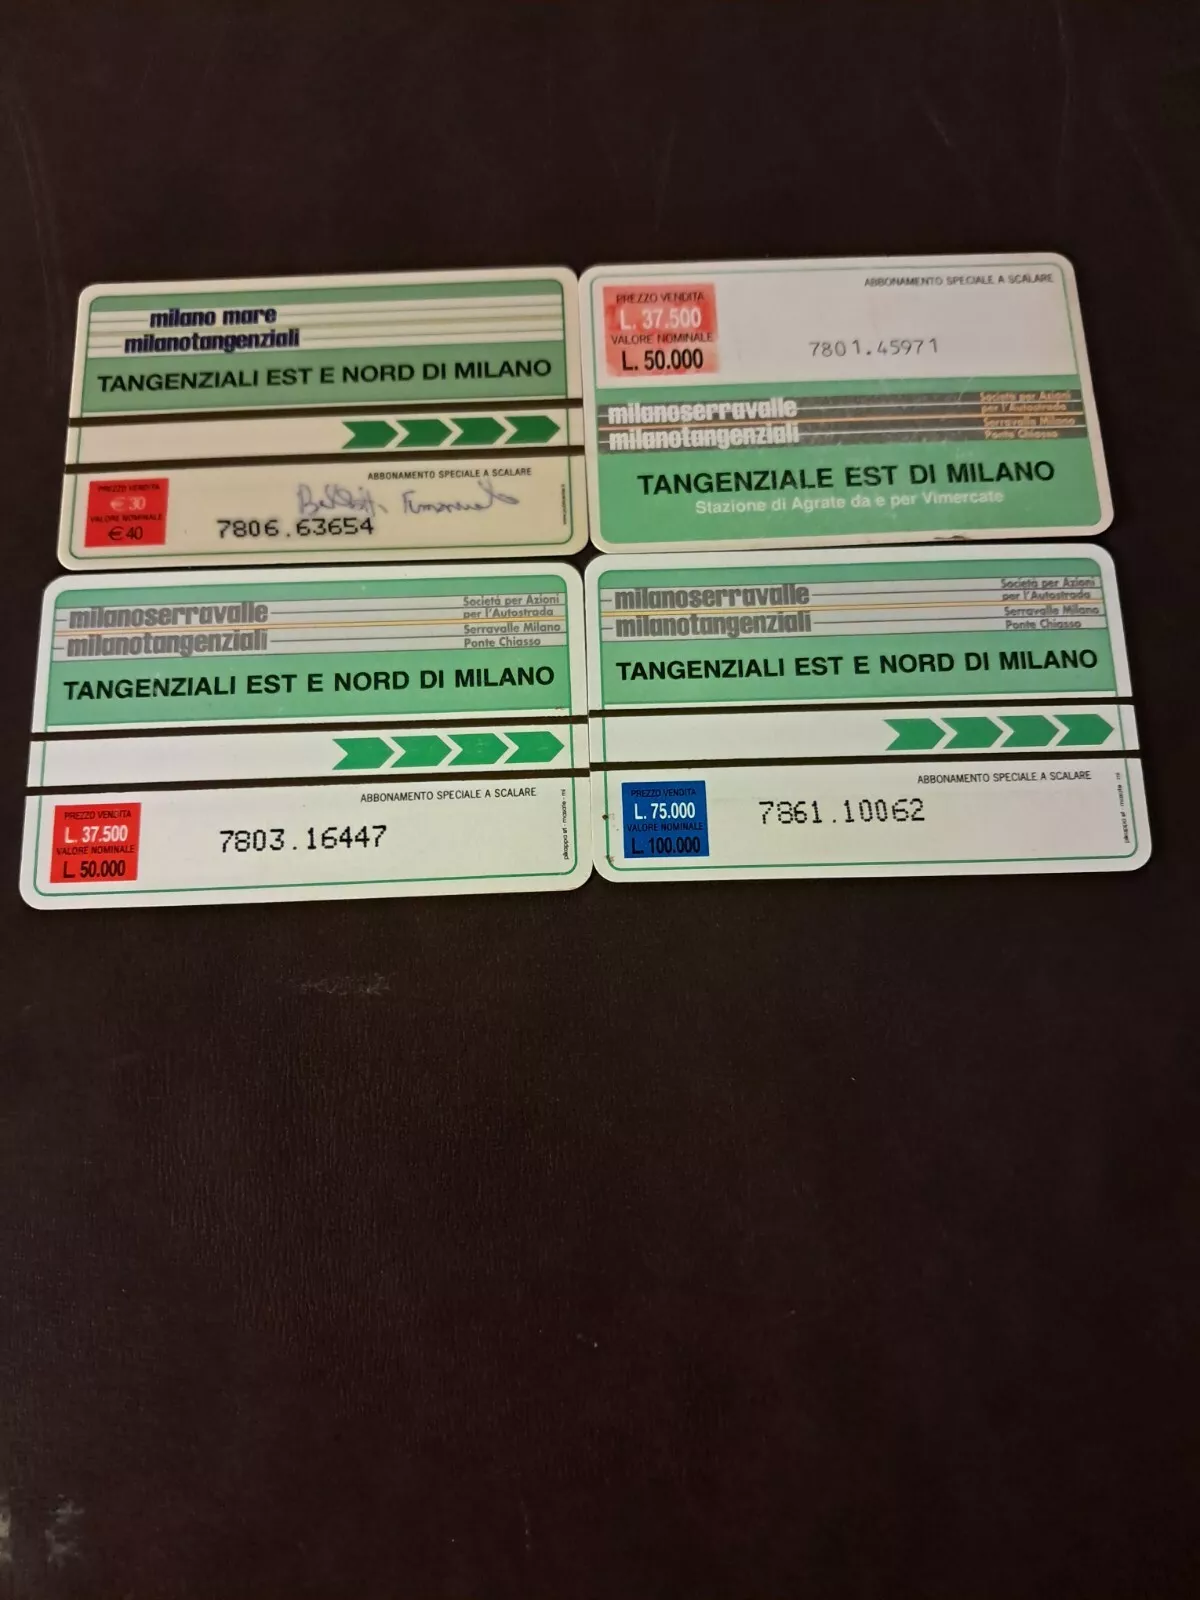 milano mare
milanotangenziali
TANGENZIALI EST E NORD DI MILANO
ABBONAMENTO SPECIALE A SCALARE
PREZZO VENDITA
€ 30
VALORE NOMINALE
€ 40
7806.63654
ABBONAMENTO SPECIALE A SCALARE
PREZZO VENDITA
L. 37.500
VALORE NOMINALE
L. 50.000
7801.45971
milanoserravalle
milanotangenziali
Società per Azioni
per l'Autostrada
Serravalle Milano
Ponte Chiasso
TANGENZIALE EST DI MILANO
Stazione di Agrate da e per Vimercate
milanoserravalle
milanotangenziali
Società per Azioni
per l'Autostrada
Serravalle Milano
Ponte Chiasso
TANGENZIALI EST E NORD DI MILANO
ABBONAMENTO SPECIALE A SCALARE
PREZZO VENDITA
L. 37.500
VALORE NOMINALE
L. 50.000
7803.16447
milanoserravalle
milanotangenziali
Società per Azioni
per l'Autostrada
Serravalle Milano
Ponte Chiasso
TANGENZIALI EST E NORD DI MILANO
ABBONAMENTO SPECIALE A SCALARE
PREZZO VENDITA
L. 75.000
VALORE NOMINALE
L. 100.000
7861.10062